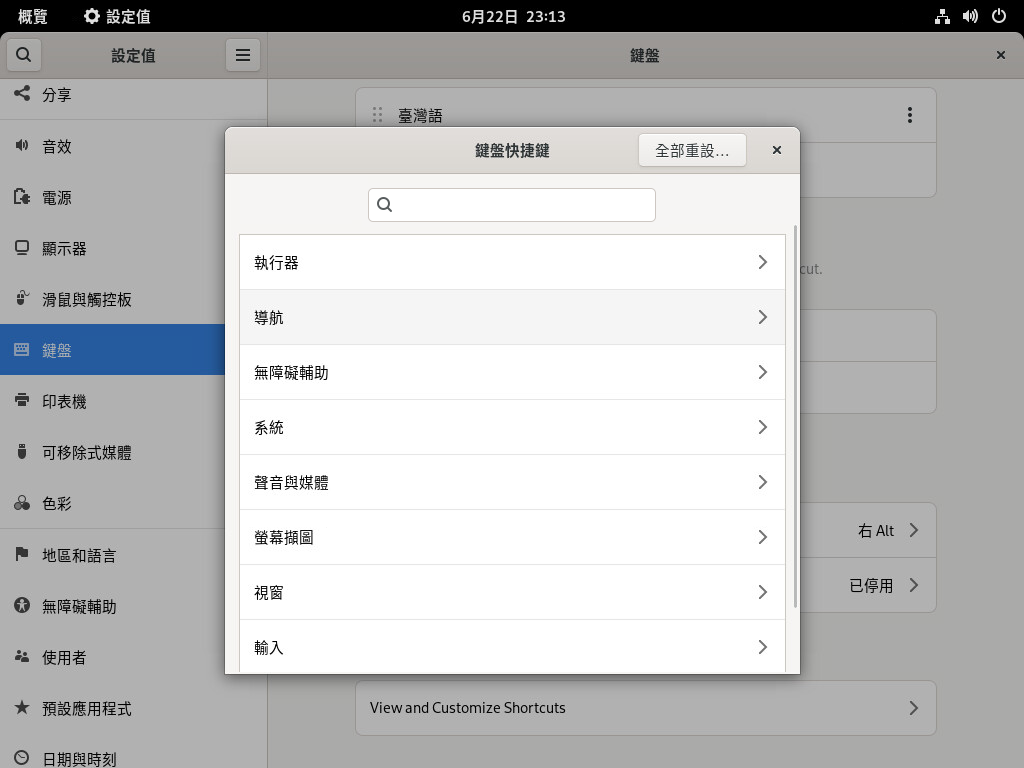 概覽
設定值
6月22日 23:13
設定值
鍵盤
分享
音效
電源
顯示器
滑鼠與觸控板
鍵盤
印表機
可移除式媒體
色彩
地區和語言
無障礙輔助
使用者
預設應用程式
日期與時刻
臺灣語
cut.
右 Alt
已停用
View and Customize Shortcuts
鍵盤快捷鍵
全部重設…
執行器
導航
無障礙輔助
系統
聲音與媒體
螢幕擷圖
視窗
輸入